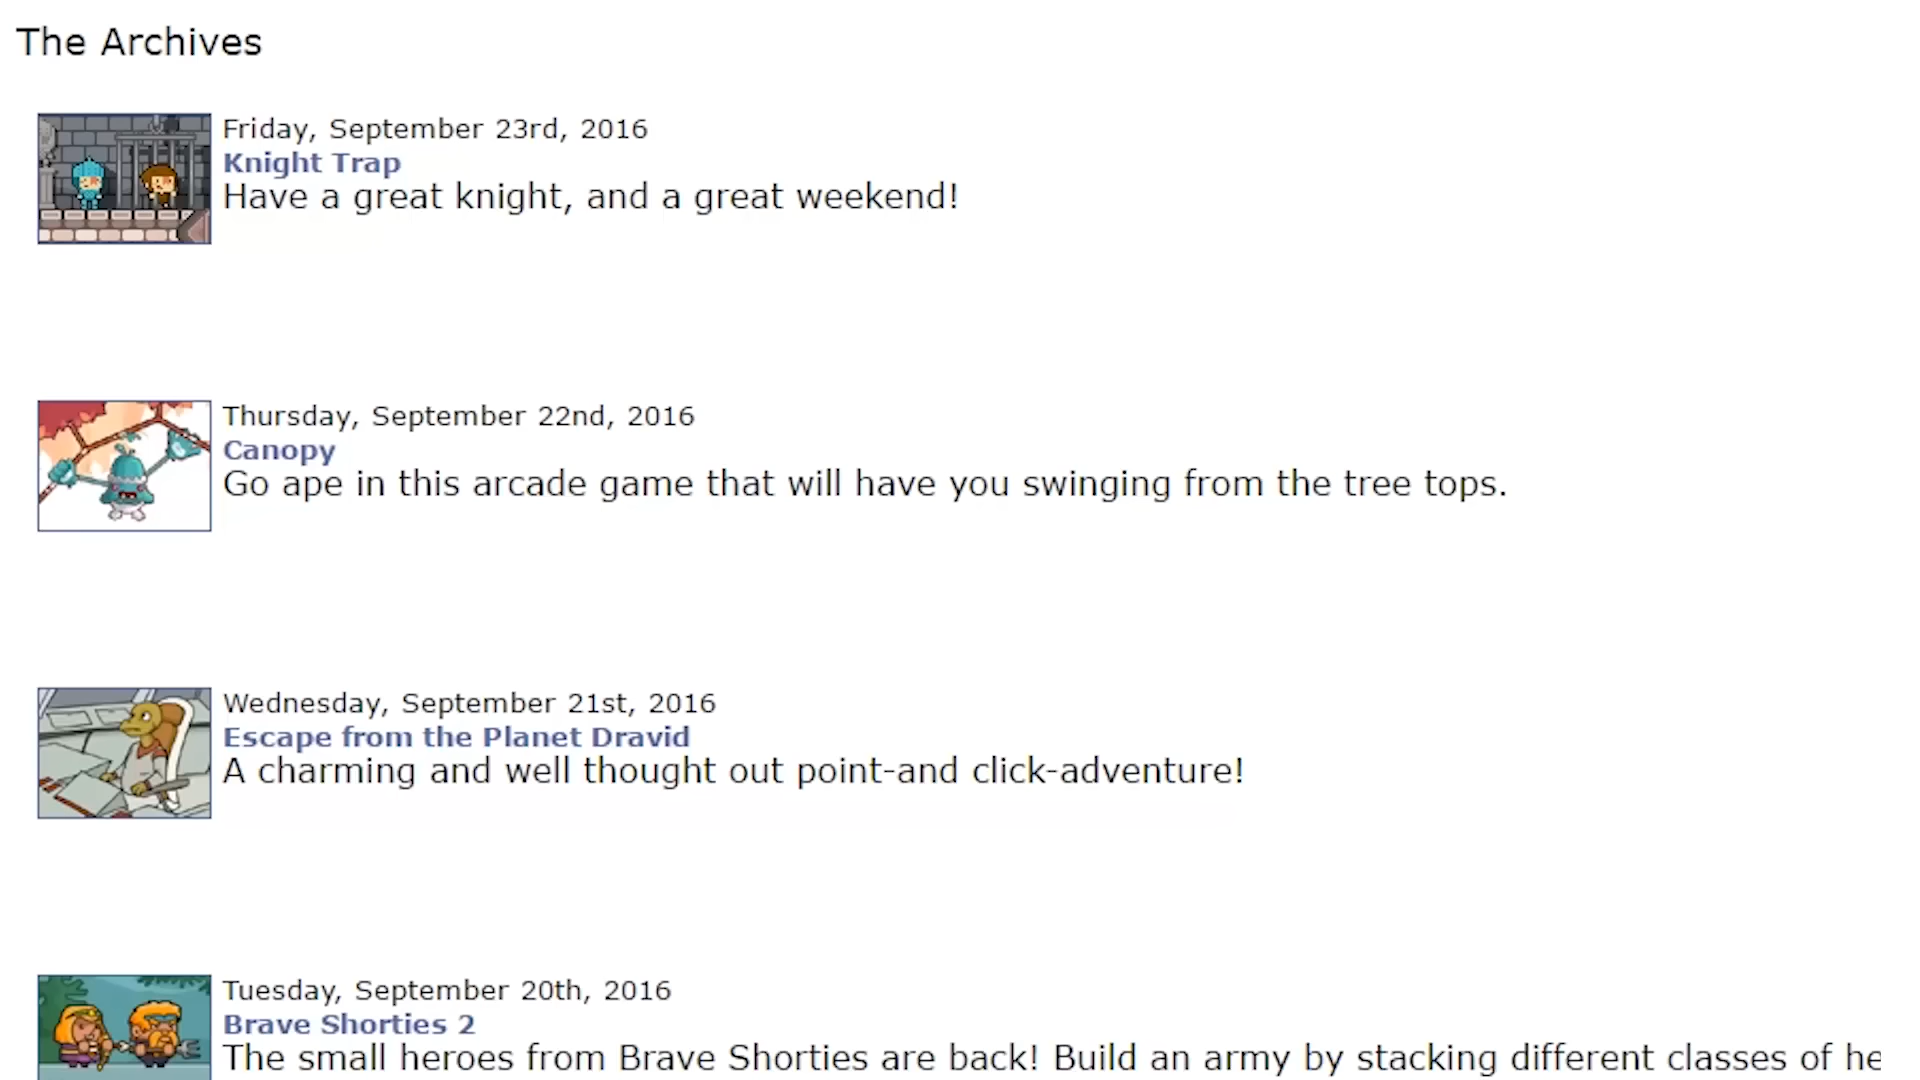 The Archives
Friday, September 23rd, 2016
Knight Trap
Have a great knight, and a great weekend!
Thursday, September 22nd, 2016
Canopy
Go ape in this arcade game that will have you swinging from the tree tops.
Wednesday, September 21st, 2016
Escape from the Planet Dravid
A charming and well thought out point-and click-adventure!
Tuesday, September 20th, 2016
Brave Shorties 2
The small heroes from Brave Shorties are back! Build an army by stacking different classes of he